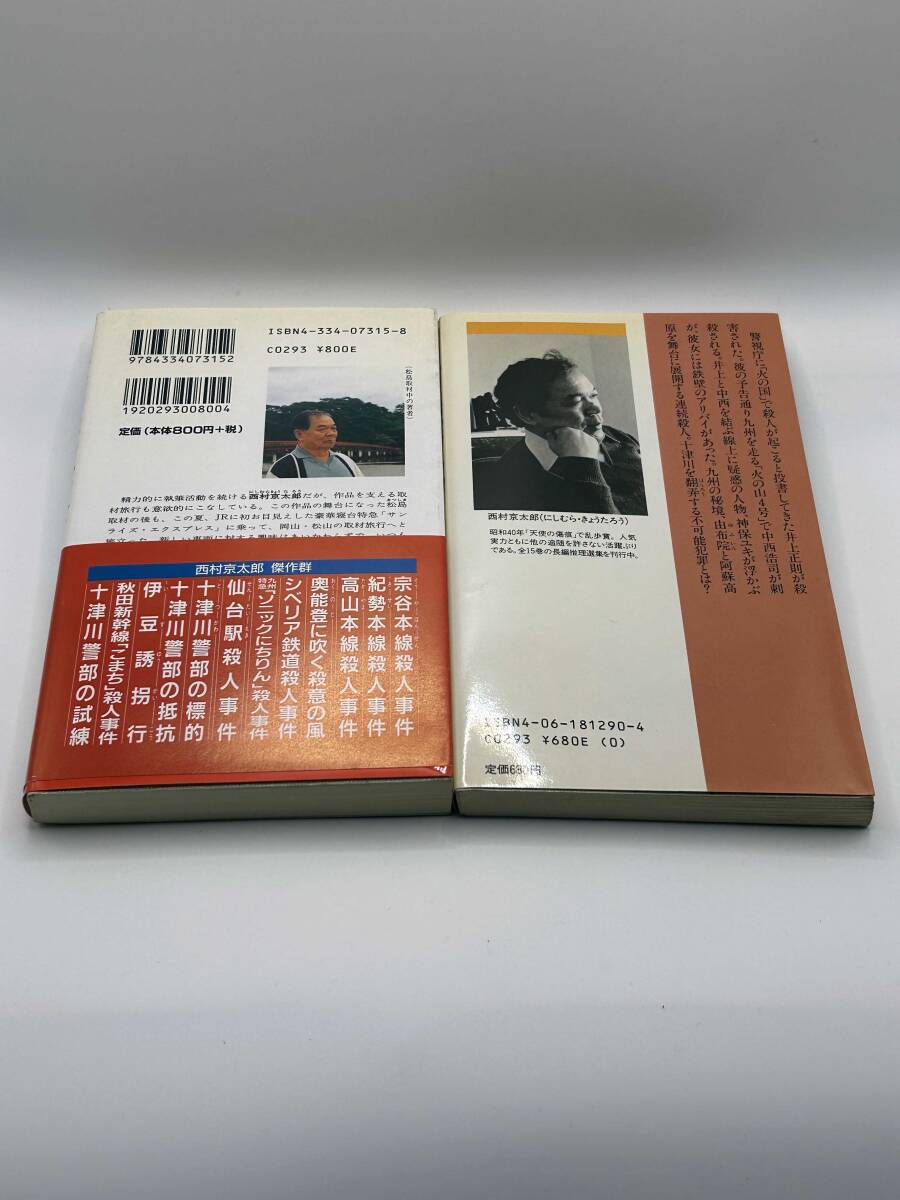 ISBN4-334-07315-8
C0293 ¥800E
9784334073152
1920293008004
定価(本体800円+税)
(松島取材中の著者)
精力的に執筆活動を続ける西村京太郎だが、作品を支える取
材旅行も意欲的にこなしている。この作品の舞台になった松島
取材の後も、この夏、JRに初お目見えした豪華寝台特急「サン
ライズ・エクスプレス」に乗って、岡山・松山の取材旅行へと
西村京太郎 傑作群
宗谷本線殺人事件
紀勢本線殺人事件
高山本線殺人事件
奥能登に吹く殺意の風
シベリア鉄道殺人事件
九州特急「ソニックにちりん」殺人事件
仙台駅殺人事件
十津川警部の標的
十津川警部の抵抗
伊豆誘拐行
秋田新幹線「こまち」殺人事件
十津川警部の試練
警視庁に“火の国”で殺人が起こると投書してきた井上正則が殺
害された。彼の予告通り九州を走る「火の山4号」で中西浩司が刺
殺される。井上と中西を結ぶ線上に疑惑の人物、神保ユキが浮かぶ
が、彼女には鉄壁のアリバイがあった。九州の秘境、由布院と阿蘇高
原を舞台に展開する連続殺人。十津川を翻弄する不可能犯罪とは?
西村京太郎(にしむら・きょうたろう)
昭和40年「天使の傷痕」で乱歩賞。人気
実力ともに他の追随を許さない活躍ぶり
である。全15巻の長編推理選集を刊行中。
ISBN4-06-181290-4
C0293 ¥680E (0)
定価680円